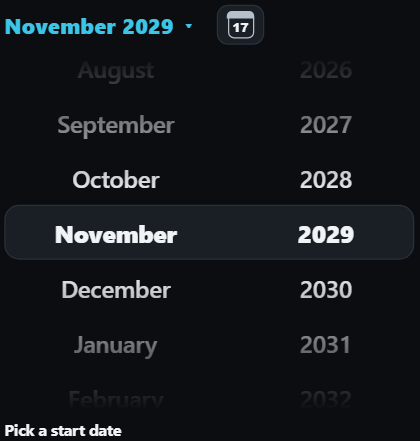 November 2029
17
August 2026
September 2027
October 2028
November 2029
December 2030
January 2031
February 2032
Pick a start date